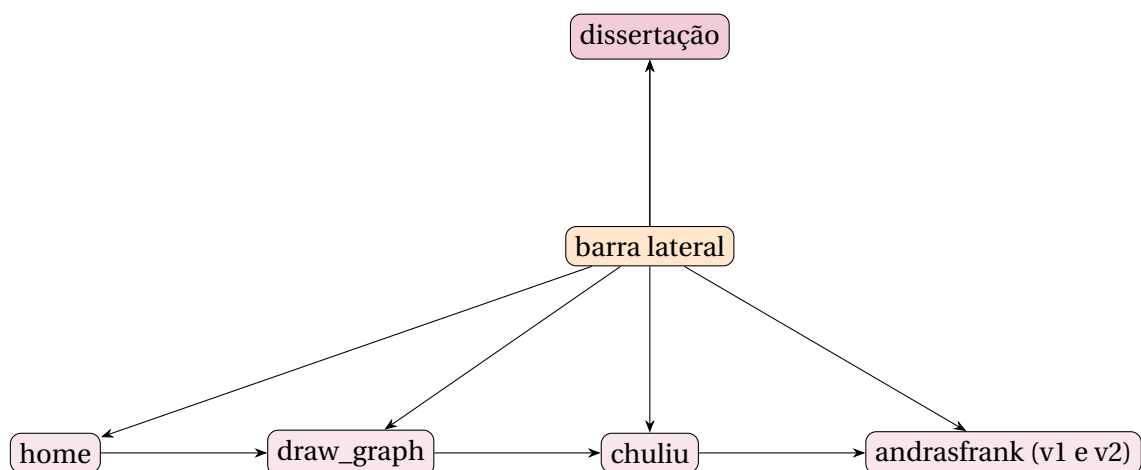 dissertação
barra lateral
home
draw_graph
chuliu
andrasfrank (v1 e v2)